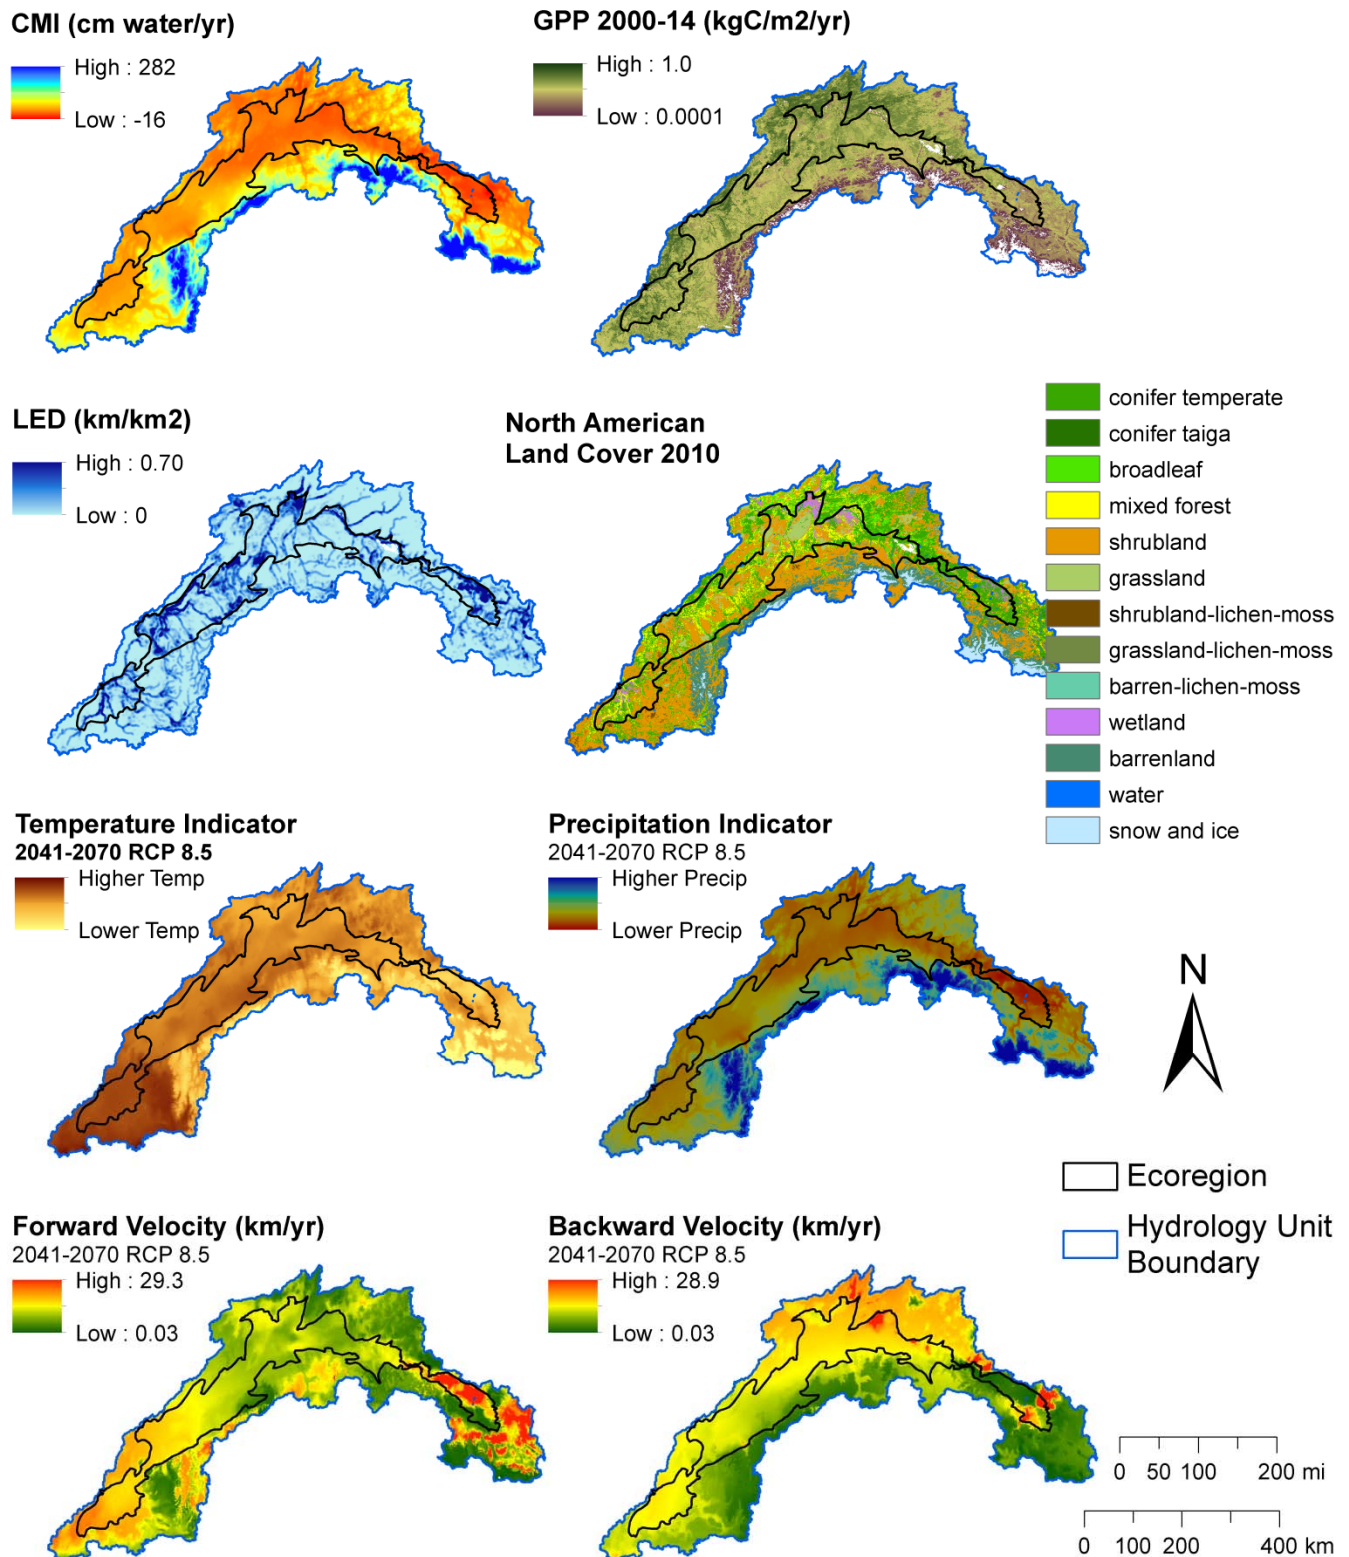 CMI (cm water/yr)
High : 282
Low : -16
GPP 2000-14 (kgC/m2/yr)
High : 1.0
Low : 0.0001
LED (km/km2)
High : 0.70
Low : 0
North American
Land Cover 2010
conifer temperate
conifer taiga
broadleaf
mixed forest
shrubland
grassland
shrubland-lichen-moss
grassland-lichen-moss
barren-lichen-moss
wetland
barrenland
water
snow and ice
Temperature Indicator
2041-2070 RCP 8.5
Higher Temp
Lower Temp
Precipitation Indicator
2041-2070 RCP 8.5
Higher Precip
Lower Precip
N
Ecoregion
Hydrology Unit
Boundary
Forward Velocity (km/yr)
2041-2070 RCP 8.5
High : 29.3
Low : 0.03
Backward Velocity (km/yr)
2041-2070 RCP 8.5
High : 28.9
Low : 0.03
0 50 100 200 mi
0 100 200 400 km